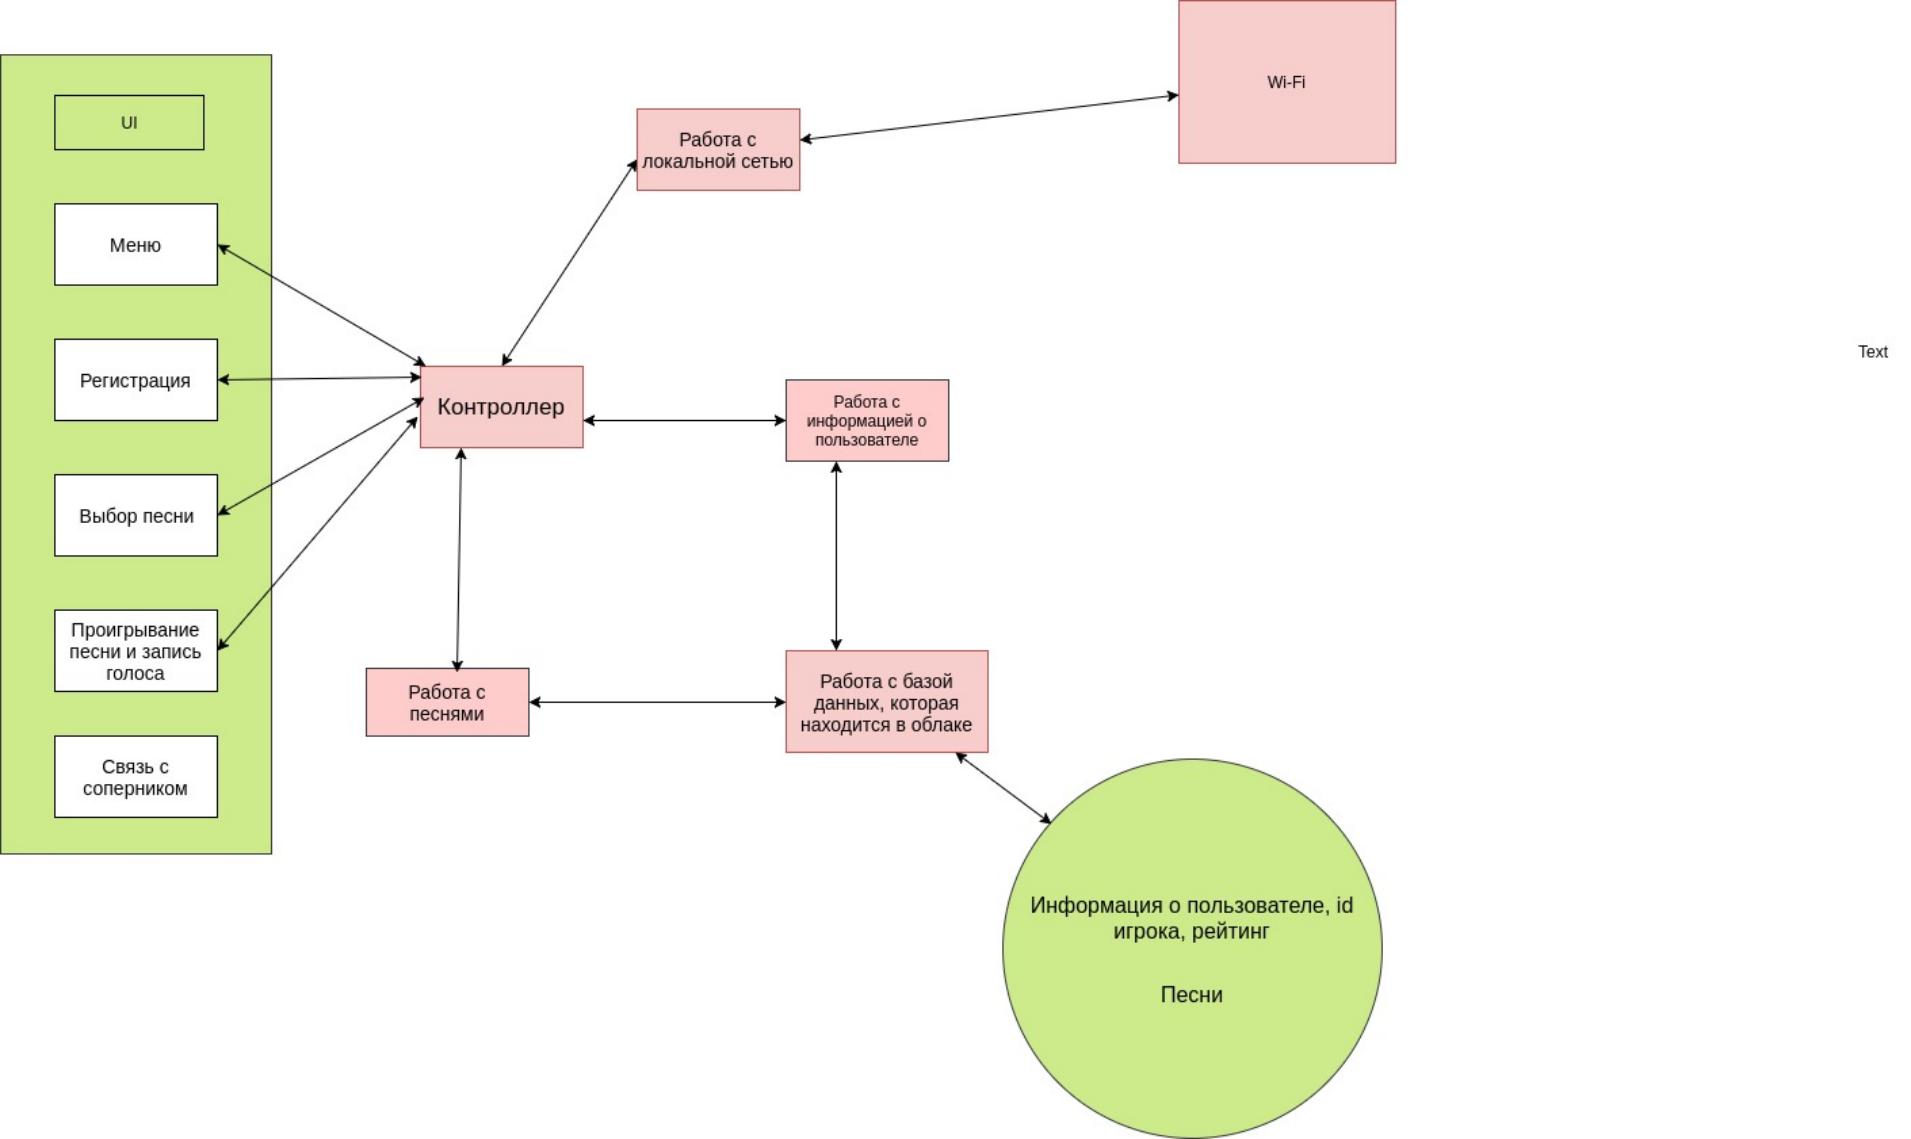 UI
Меню
Регистрация
Выбор песни
Проигрывание
песни и запись
голоса
Связь с
соперником
Контроллер
Работа с
локальной сетью
Wi-Fi
Работа с
информацией о
пользователе
Работа с
песнями
Работа с базой
данных, которая
находится в облаке
Информация о пользователе, id
игрока, рейтинг
Песни
Text